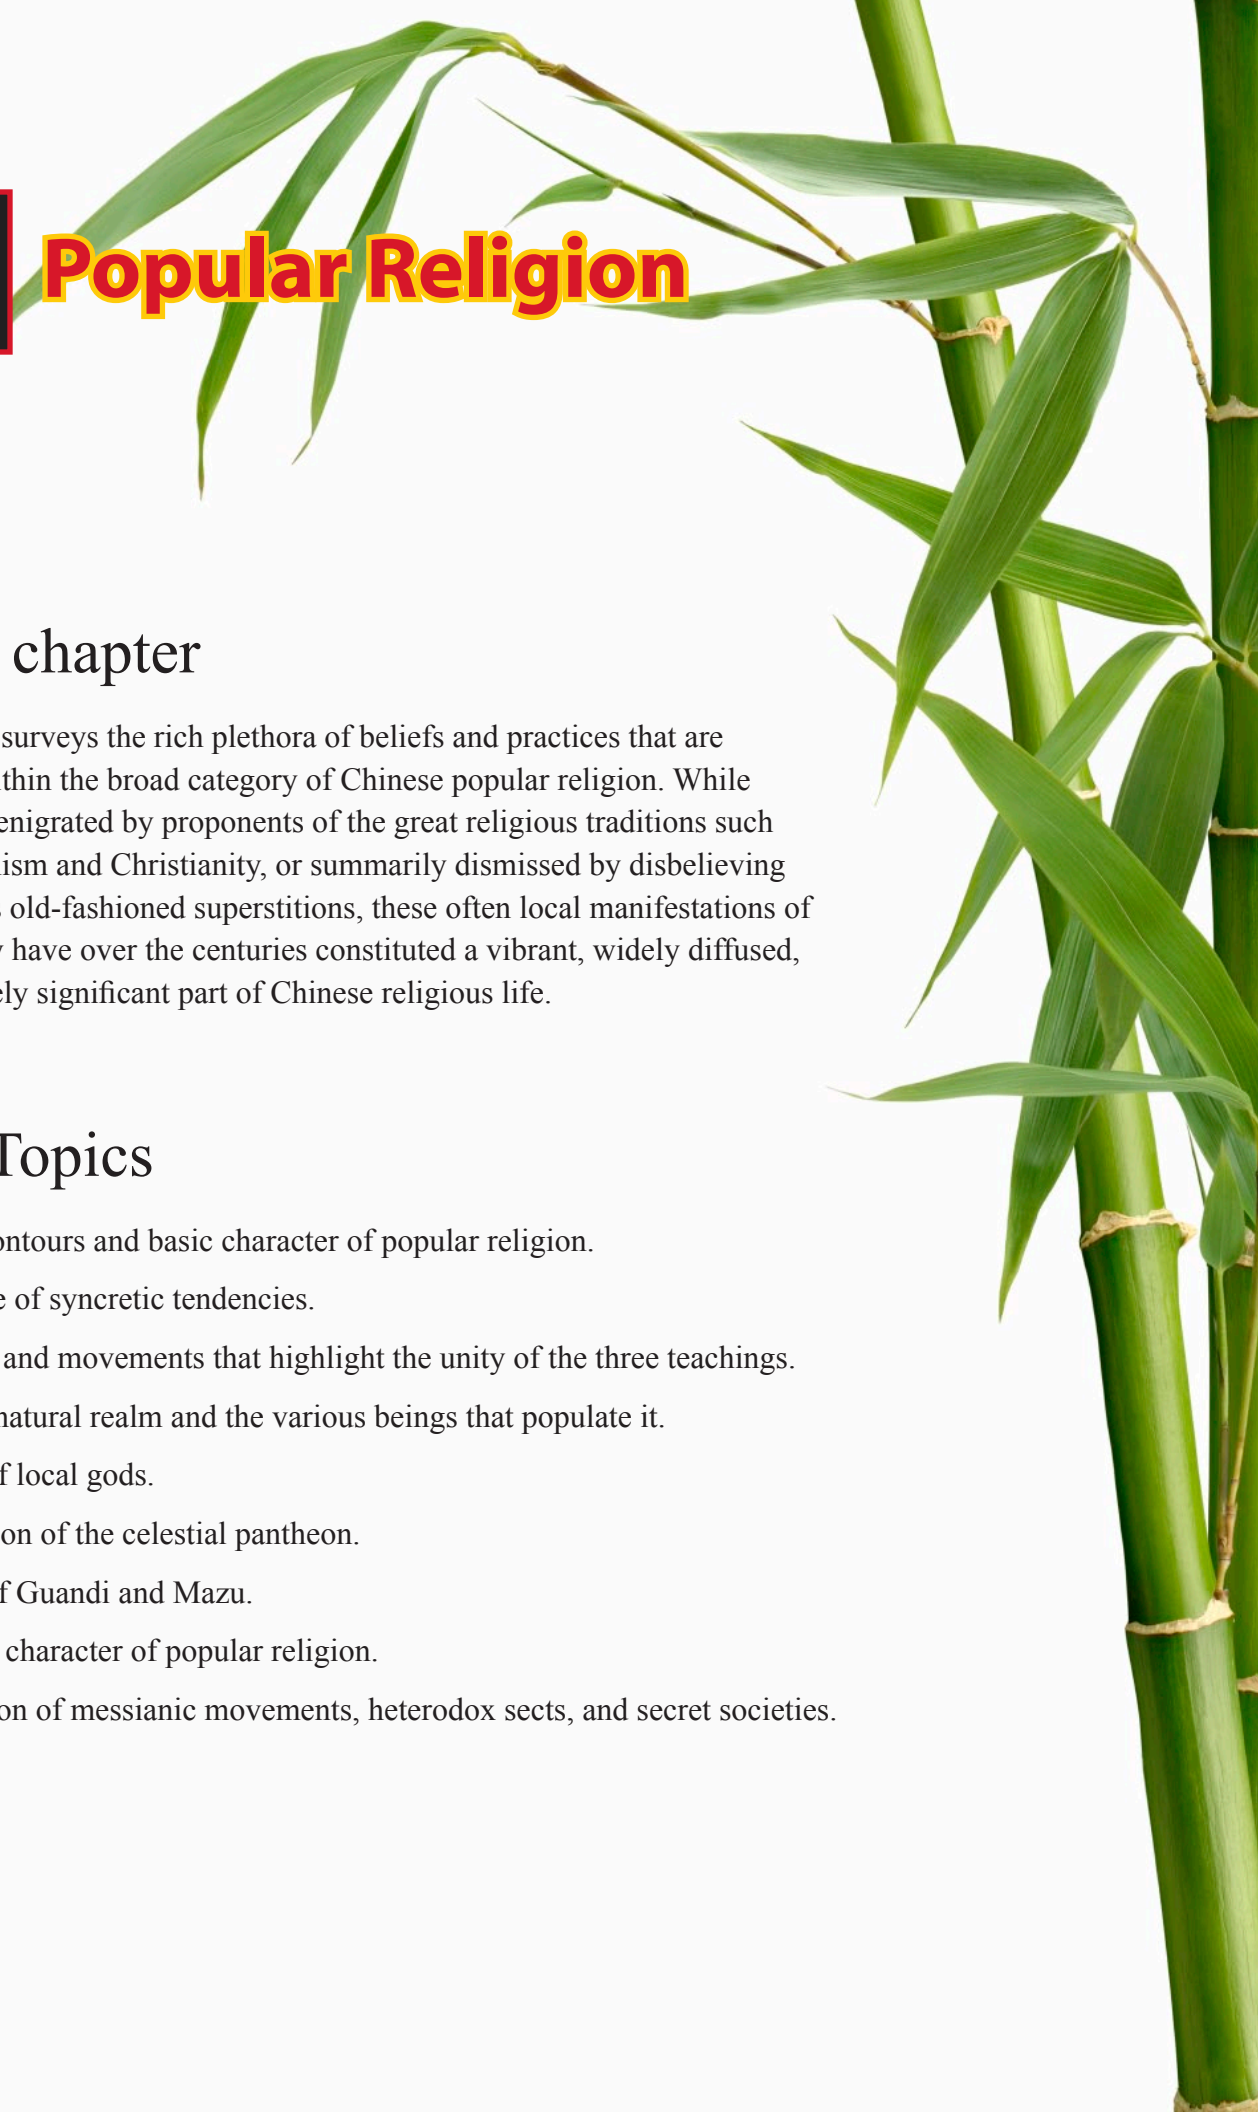 Popular Religion
chapter
surveys the rich plethora of beliefs and practices that are
thin the broad category of Chinese popular religion. While
enigrated by proponents of the great religious traditions such
ism and Christianity, or summarily dismissed by disbelieving
old-fashioned superstitions, these often local manifestations of
have over the centuries constituted a vibrant, widely diffused,
ely significant part of Chinese religious life.
Topics
ontours and basic character of popular religion.
e of syncretic tendencies.
and movements that highlight the unity of the three teachings.
natural realm and the various beings that populate it.
f local gods.
on of the celestial pantheon.
f Guandi and Mazu.
character of popular religion.
on of messianic movements, heterodox sects, and secret societies.